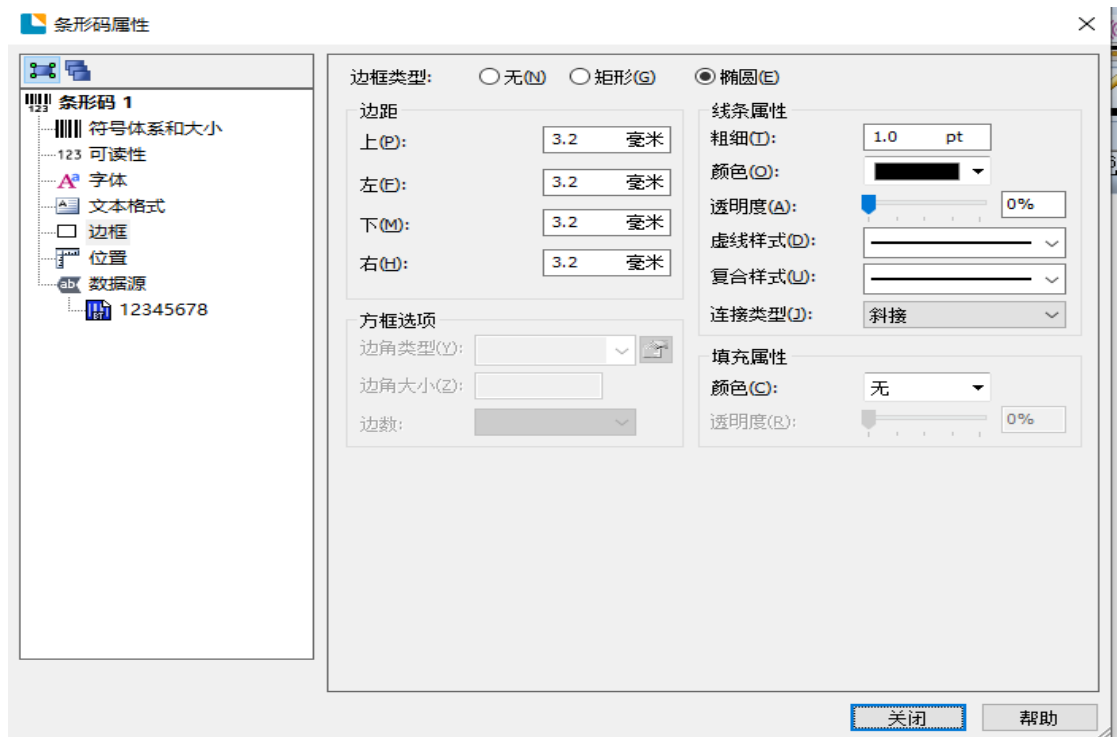 条形码属性
条形码 1
符号体系和大小
123 可读性
字体
文本格式
边框
位置
数据源
12345678
边框类型: 无(N) 矩形(G) 椭圆(E)
边距
上(P): 3.2 毫米
左(F): 3.2 毫米
下(M): 3.2 毫米
右(H): 3.2 毫米
方框选项
边角类型(Y):
边角大小(Z):
边数:
线条属性
粗细(T): 1.0 pt
颜色(O):
透明度(A): 0%
虚线样式(D):
复合样式(U):
连接类型(J): 斜接
填充属性
颜色(C): 无
透明度(R): 0%
关闭 帮助